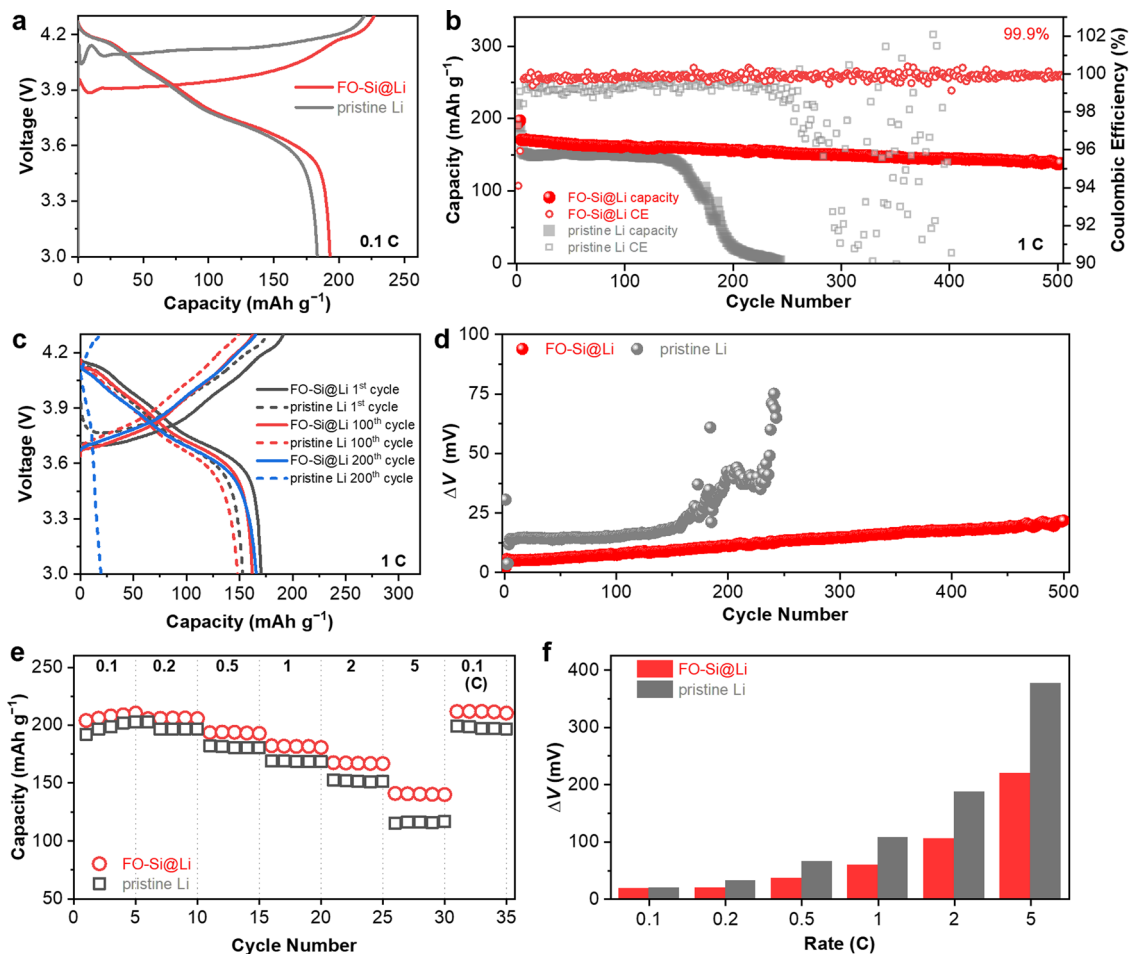 a
4.2
3.9
3.6
3.3
3.0
Voltage (V)
FO-Si@Li
pristine Li
0.1 C
0 50 100 150 200 250
Capacity (mAh g⁻¹)
b
300
250
200
150
100
50
0
Capacity (mAh g⁻¹)
99.9%
FO-Si@Li capacity
FO-Si@Li CE
pristine Li capacity
pristine Li CE
1 C
102
100
98
96
94
92
90
Coulombic Efficiency (%)
0 100 200 300 400 500
Cycle Number
c
4.2
3.9
3.6
3.3
3.0
Voltage (V)
FO-Si@Li 1ˢᵗ cycle
pristine Li 1ˢᵗ cycle
FO-Si@Li 100ᵗʰ cycle
pristine Li 100ᵗʰ cycle
FO-Si@Li 200ᵗʰ cycle
pristine Li 200ᵗʰ cycle
1 C
0 50 100 150 200 250 300
Capacity (mAh g⁻¹)
d
100
75
50
25
0
ΔV (mV)
FO-Si@Li pristine Li
0 100 200 300 400 500
Cycle Number
e
250
200
150
100
50
Capacity (mAh g⁻¹)
0.1 0.2 0.5 1 2 5 0.1
(C)
FO-Si@Li
pristine Li
0 5 10 15 20 25 30 35
Cycle Number
f
400
300
200
100
0
ΔV (mV)
FO-Si@Li
pristine Li
0.1 0.2 0.5 1 2 5
Rate (C)